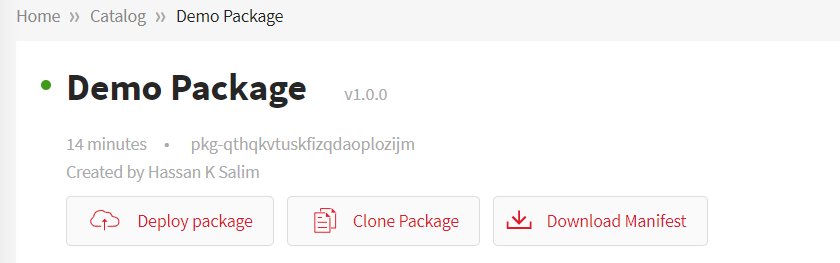 Home » Catalog » Demo Package
Demo Package v1.0.0
14 minutes • pkg-qthqkvtuskfizqdaoplozijm
Created by Hassan K Salim
Deploy package Clone Package Download Manifest